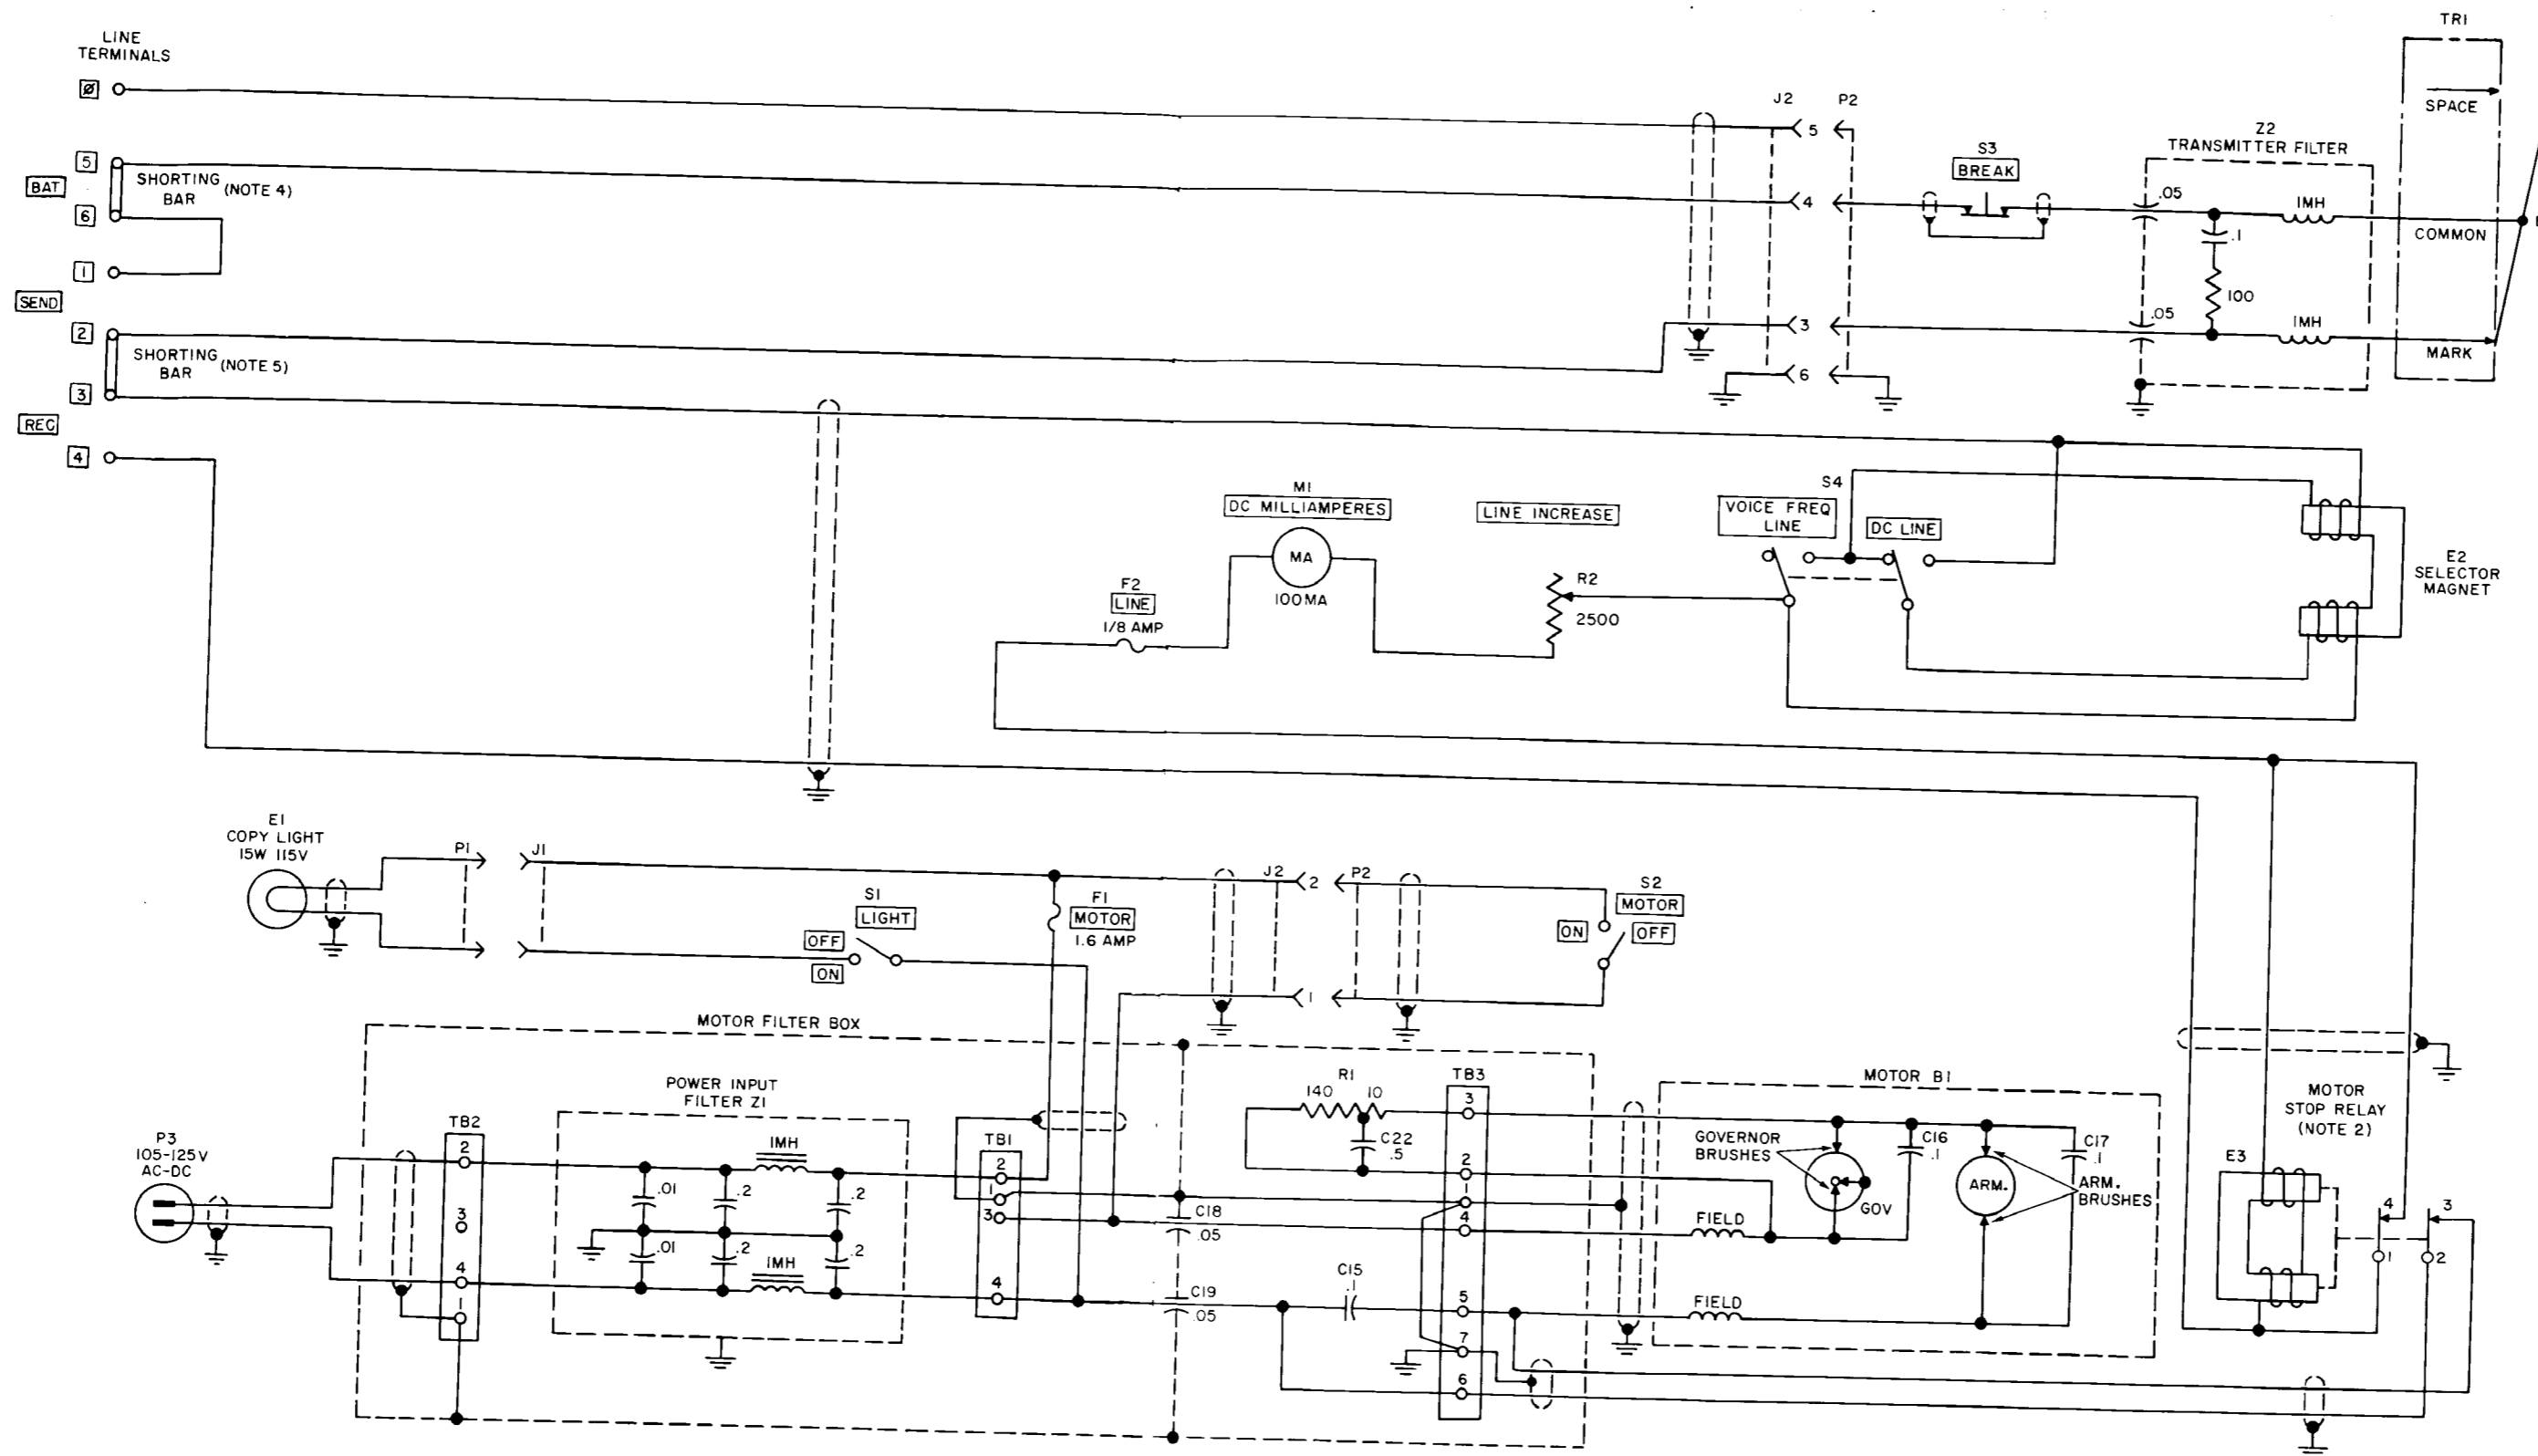 LINE
TERMINALS
Ø
5
BAT
6
SHORTING
BAR
(NOTE 4)
1
SEND
2
SHORTING
BAR
(NOTE 5)
3
REC
4
J2
P2
5
4
3
6
S3
BREAK
Z2
TRANSMITTER FILTER
.05
1MH
.1
100
.05
1MH
TR1
SPACE
COMMON
MARK
M1
DC MILLIAMPERES
MA
100MA
F2
LINE
1/8 AMP
LINE INCREASE
R2
2500
S4
VOICE FREQ
LINE
DC LINE
E2
SELECTOR
MAGNET
E1
COPY LIGHT
15W 115V
P1
J1
S1
LIGHT
OFF
ON
F1
MOTOR
1.6 AMP
J2
2
P2
1
S2
MOTOR
ON
OFF
MOTOR FILTER BOX
P3
105-125V
AC-DC
TB2
2
3
4
1
POWER INPUT
FILTER Z1
1MH
.01
.2
.2
.01
.2
.2
1MH
TB1
2
1
3
4
C18
.05
C19
.05
R1
140
10
C22
.5
C15
.1
TB3
3
2
1
4
5
7
6
MOTOR B1
GOVERNOR
BRUSHES
GOV
C16
.1
ARM.
C17
.1
ARM.
BRUSHES
FIELD
FIELD
MOTOR
STOP RELAY
(NOTE 2)
E3
4
3
1
2